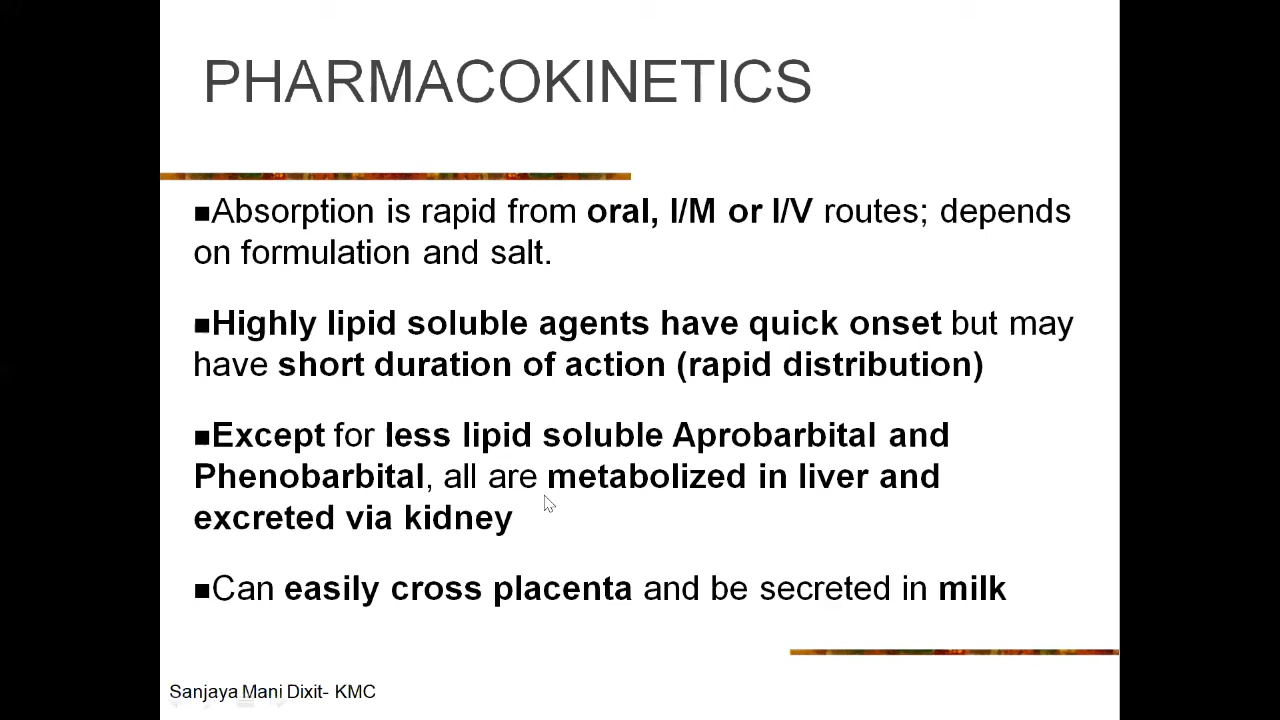 PHARMACOKINETICS
■Absorption is rapid from oral, I/M or I/V routes; depends
on formulation and salt.
■Highly lipid soluble agents have quick onset but may
have short duration of action (rapid distribution)
■Except for less lipid soluble Aprobarbital and
Phenobarbital, all are metabolized in liver and
excreted via kidney
■Can easily cross placenta and be secreted in milk
Sanjaya Mani Dixit- KMC